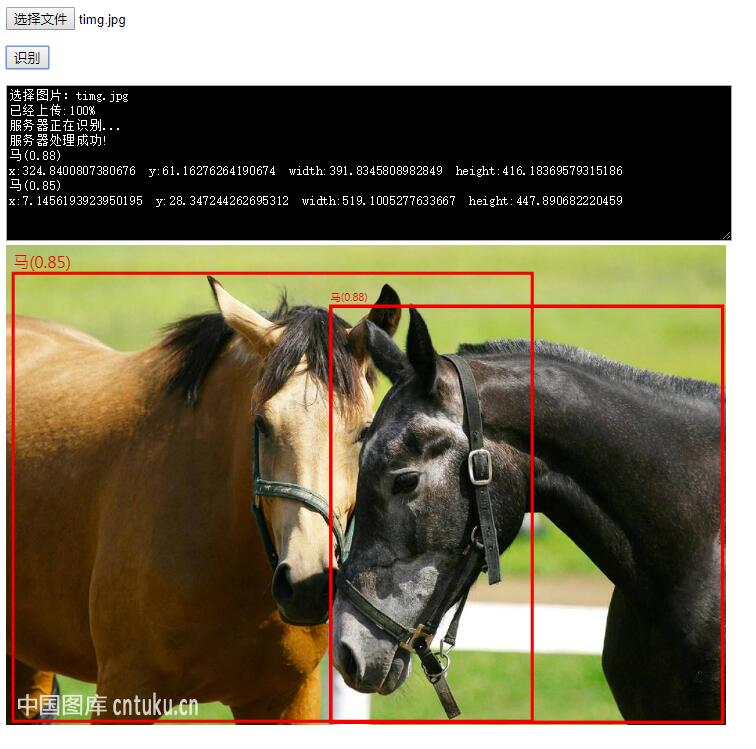 选择文件 timg.jpg
识别
选择图片: timg.jpg
已经上传:100%
服务器正在识别...
服务器处理成功!
马(0.88)
x:324.8400807380676 y:61.16276264190674 width:391.8345808982849 height:416.18369579315186
马(0.85)
x:7.1456193923950195 y:28.347244262695312 width:519.1005277633667 height:447.890682220459
马(0.85)
马(0.88)
中国图库 cntuku.cn